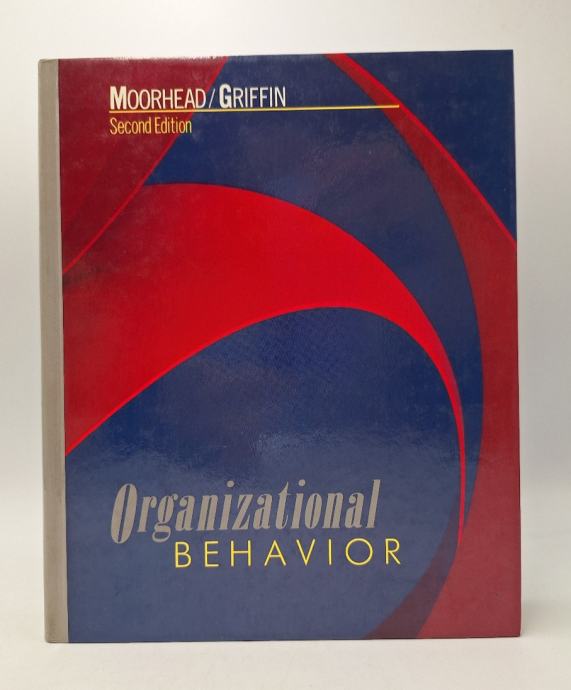 MOORHEAD/GRIFFIN
Second Edition
Organizational
BEHAVIOR